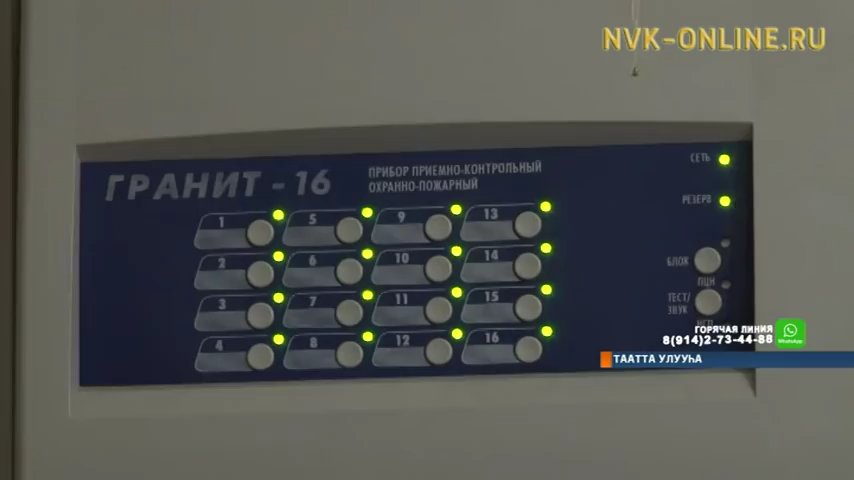 NVK-ONLINE.RU
ГРАНИТ - 16
ПРИБОР ПРИЕМНО-КОНТРОЛЬНЫЙ
ОХРАННО-ПОЖАРНЫЙ
СЕТЬ
РЕЗЕРВ
1 5 9 13
2 6 10 14
3 7 11 15
4 8 12 16
БЛОК
ПЦН
ТЕСТ/
ЗВУК
ГОРЯЧАЯ ЛИНИЯ
8(914)2-73-44-88
WhatsApp
ТААТТА УЛУУҺА